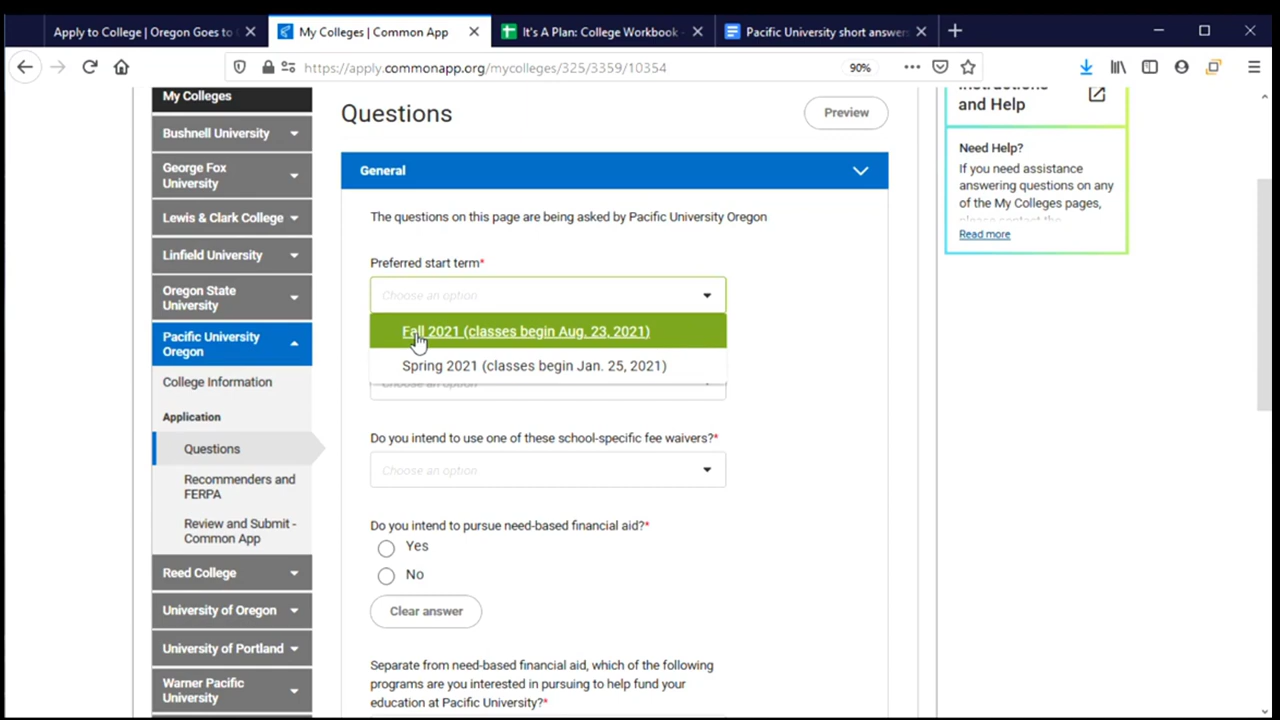 Apply to College | Oregon Goes to
My Colleges | Common App
It's A Plan: College Workbook -
Pacific University short answers
https://apply.commonapp.org/mycolleges/325/3359/10354
90%
My Colleges
Bushnell University
George Fox
University
Lewis & Clark College
Linfield University
Oregon State
University
Pacific University
Oregon
College Information
Application
Questions
Recommenders and
FERPA
Review and Submit -
Common App
Reed College
University of Oregon
University of Portland
Warner Pacific
University
Questions
Preview
General
The questions on this page are being asked by Pacific University Oregon
Preferred start term*
Choose an option
Fall 2021 (classes begin Aug. 23, 2021)
Spring 2021 (classes begin Jan. 25, 2021)
Choose an option
Do you intend to use one of these school-specific fee waivers?*
Choose an option
Do you intend to pursue need-based financial aid?*
Yes
No
Clear answer
Separate from need-based financial aid, which of the following
programs are you interested in pursuing to help fund your
education at Pacific University?*
Instructions
and Help
Need Help?
If you need assistance
answering questions on any
of the My Colleges pages,
please contact the
Read more